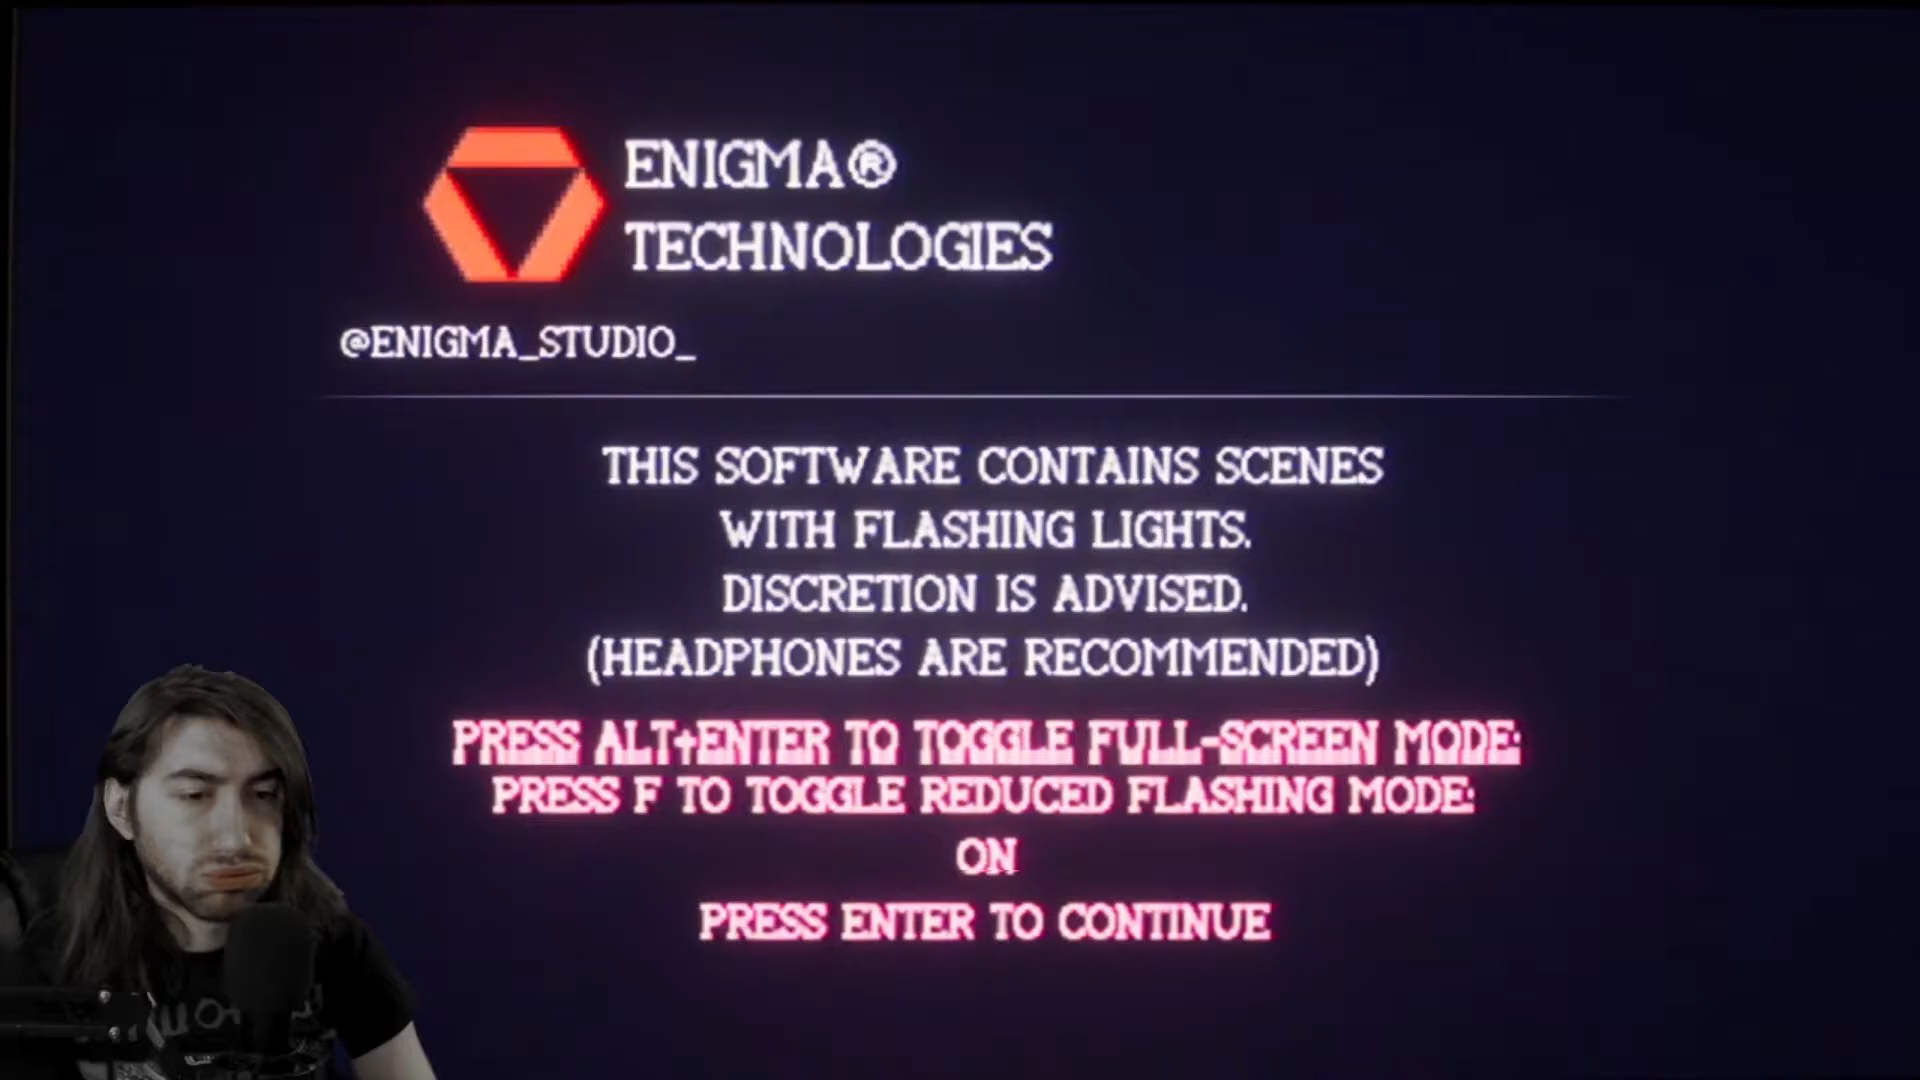 ENIGMA®
TECHNOLOGIES
@ENIGMA_STUDIO_
THIS SOFTWARE CONTAINS SCENES
WITH FLASHING LIGHTS.
DISCRETION IS ADVISED.
(HEADPHONES ARE RECOMMENDED)
PRESS ALT+ENTER TO TOGGLE FULL-SCREEN MODE:
PRESS F TO TOGGLE REDUCED FLASHING MODE:
ON
PRESS ENTER TO CONTINUE